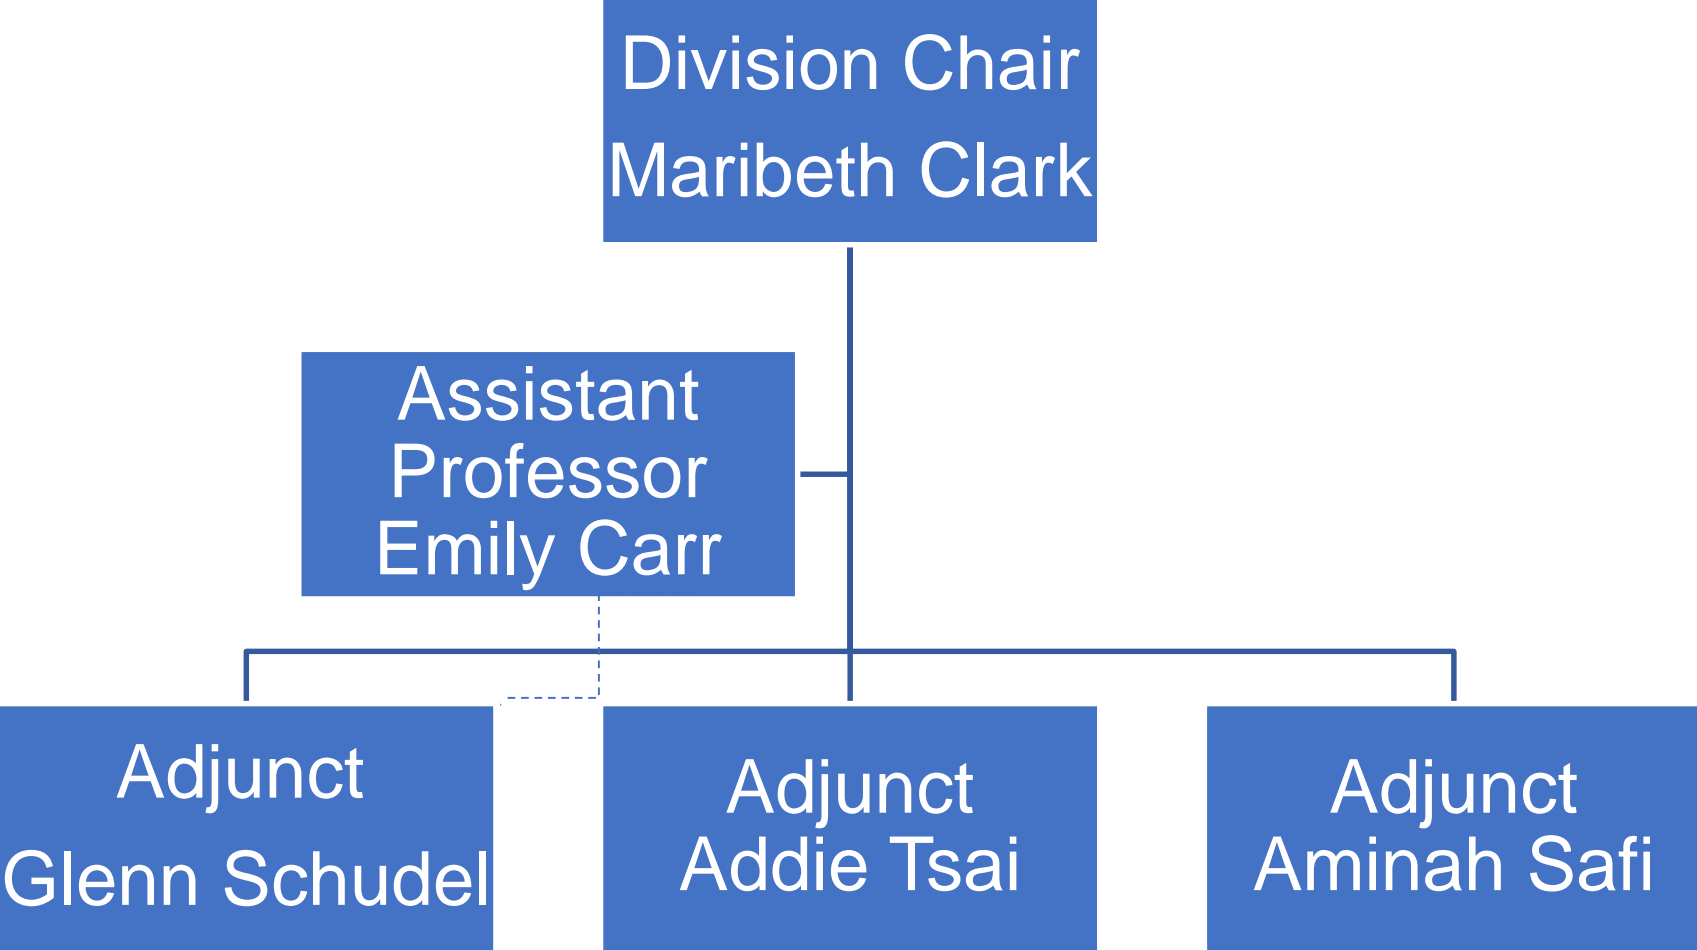 Division Chair
Maribeth Clark
Assistant
Professor
Emily Carr
Adjunct
Glenn Schudel
Adjunct
Addie Tsai
Adjunct
Aminah Safi